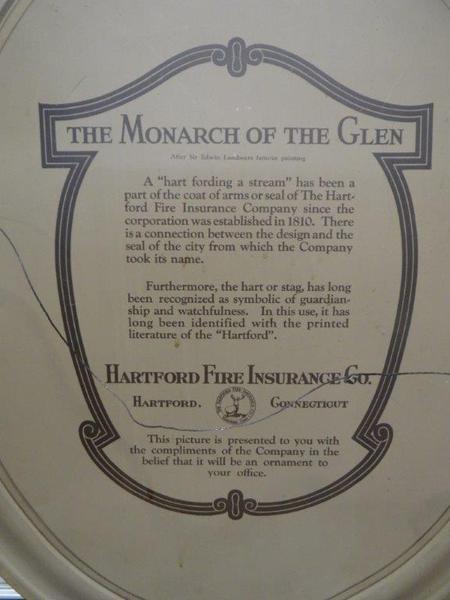 THE MONARCH OF THE GLEN
After Sir Edwin Landseers famous painting
A "hart fording a stream" has been a
part of the coat of arms or seal of The Hart-
ford Fire Insurance Company since the
corporation was established in 1810. There
is a connection between the design and the
seal of the city from which the Company
took its name.
Furthermore, the hart or stag, has long
been recognized as symbolic of guardian-
ship and watchfulness. In this use, it has
long been identified with the printed
literature of the "Hartford".
HARTFORD FIRE INSURANCE CO.
HARTFORD, CONNECTICUT
This picture is presented to you with
the compliments of the Company in the
belief that it will be an ornament to
your office.